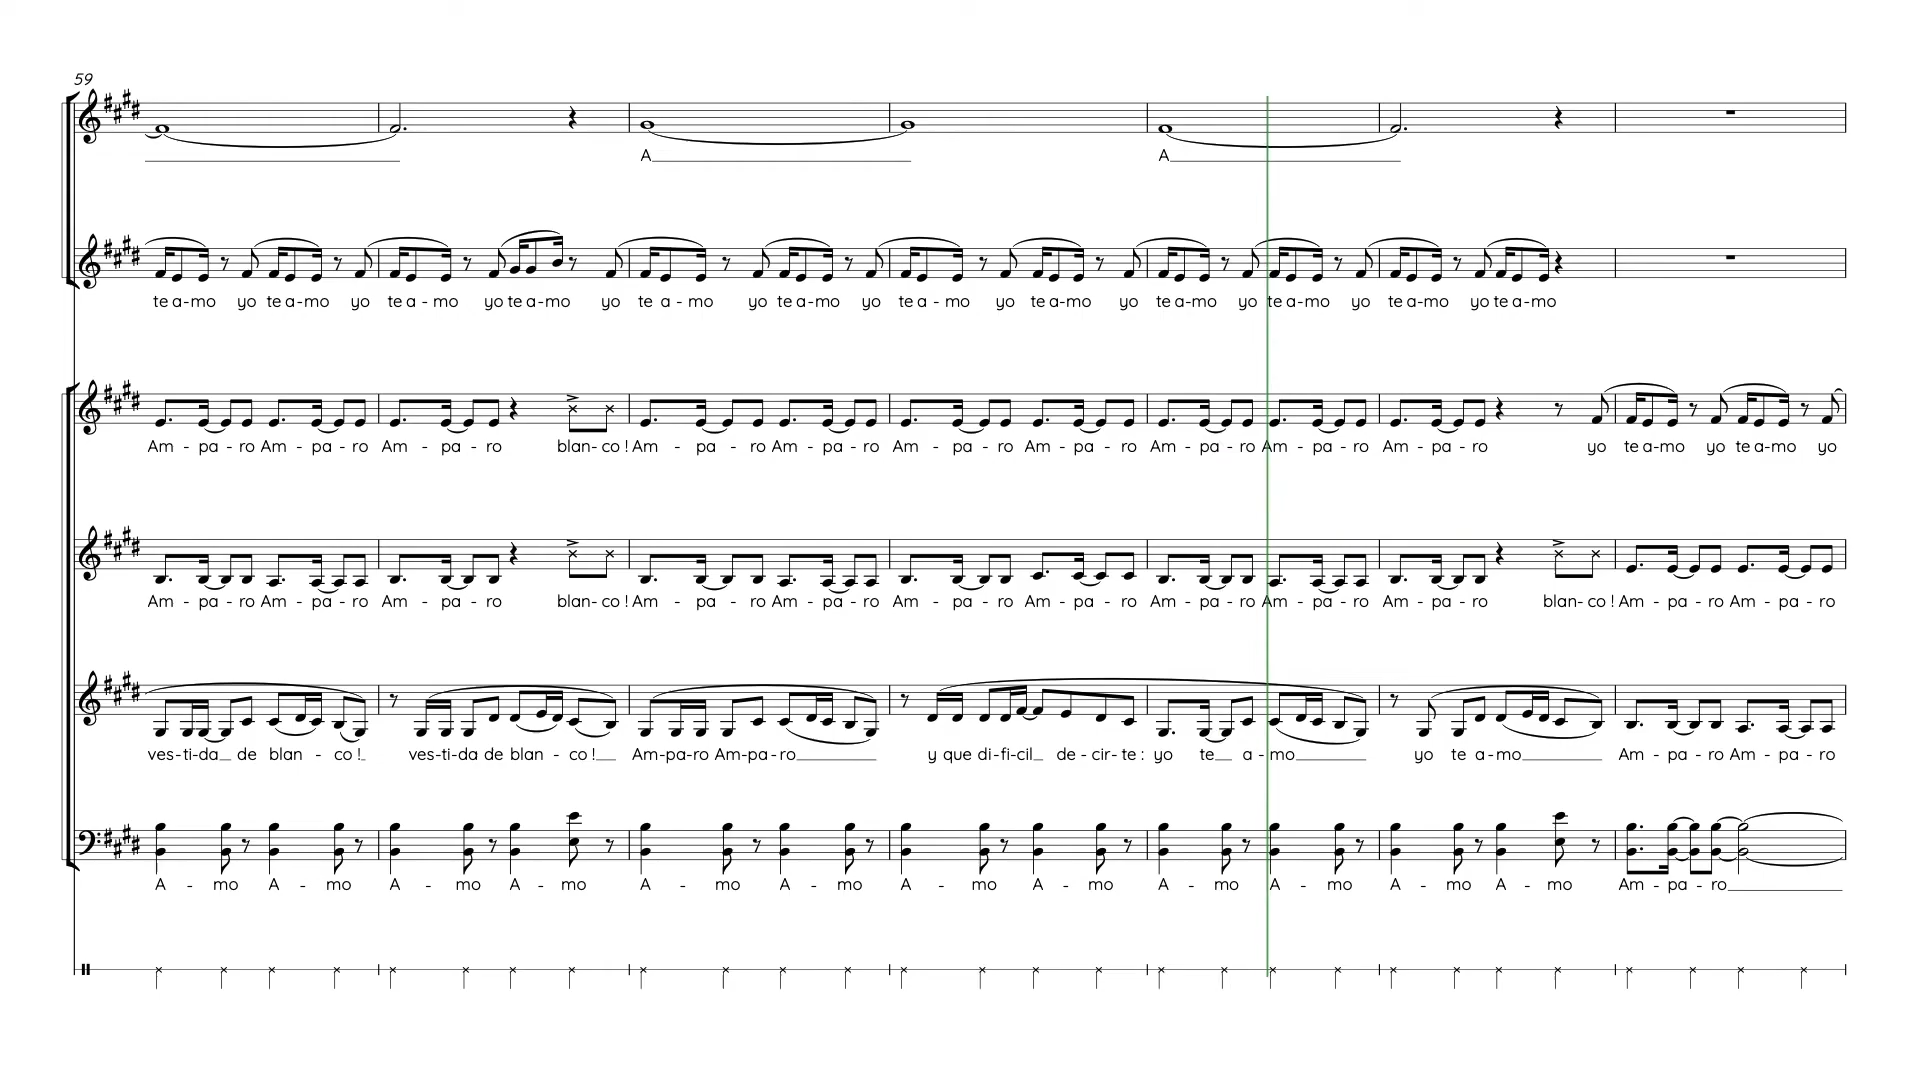 59
A A
te a-mo yo te a-mo yo te a - mo yo te a-mo yo te a - mo yo te a-mo yo te a - mo yo te a-mo yo te a-mo yo te a-mo yo te a-mo yo te a-mo
Am - pa - ro Am - pa - ro Am - pa - ro blan- co ! Am - pa - ro Am - pa - ro Am - pa - ro Am - pa - ro Am - pa - ro Am - pa - ro Am - pa - ro yo te a-mo yo te a-mo yo
Am - pa - ro Am - pa - ro Am - pa - ro blan- co ! Am - pa - ro Am - pa - ro Am - pa - ro Am - pa - ro Am - pa - ro Am - pa - ro Am - pa - ro blan- co ! Am - pa - ro Am - pa - ro
ves-ti-da de blan - co ! ves-ti-da de blan - co ! Am-pa-ro Am-pa-ro y que di-fi-cil de-cir-te : yo te a - mo yo te a-mo Am - pa - ro Am - pa - ro
A - mo A - mo A - mo A - mo A - mo A - mo A - mo A - mo A - mo A - mo A - mo A - mo Am - pa - ro